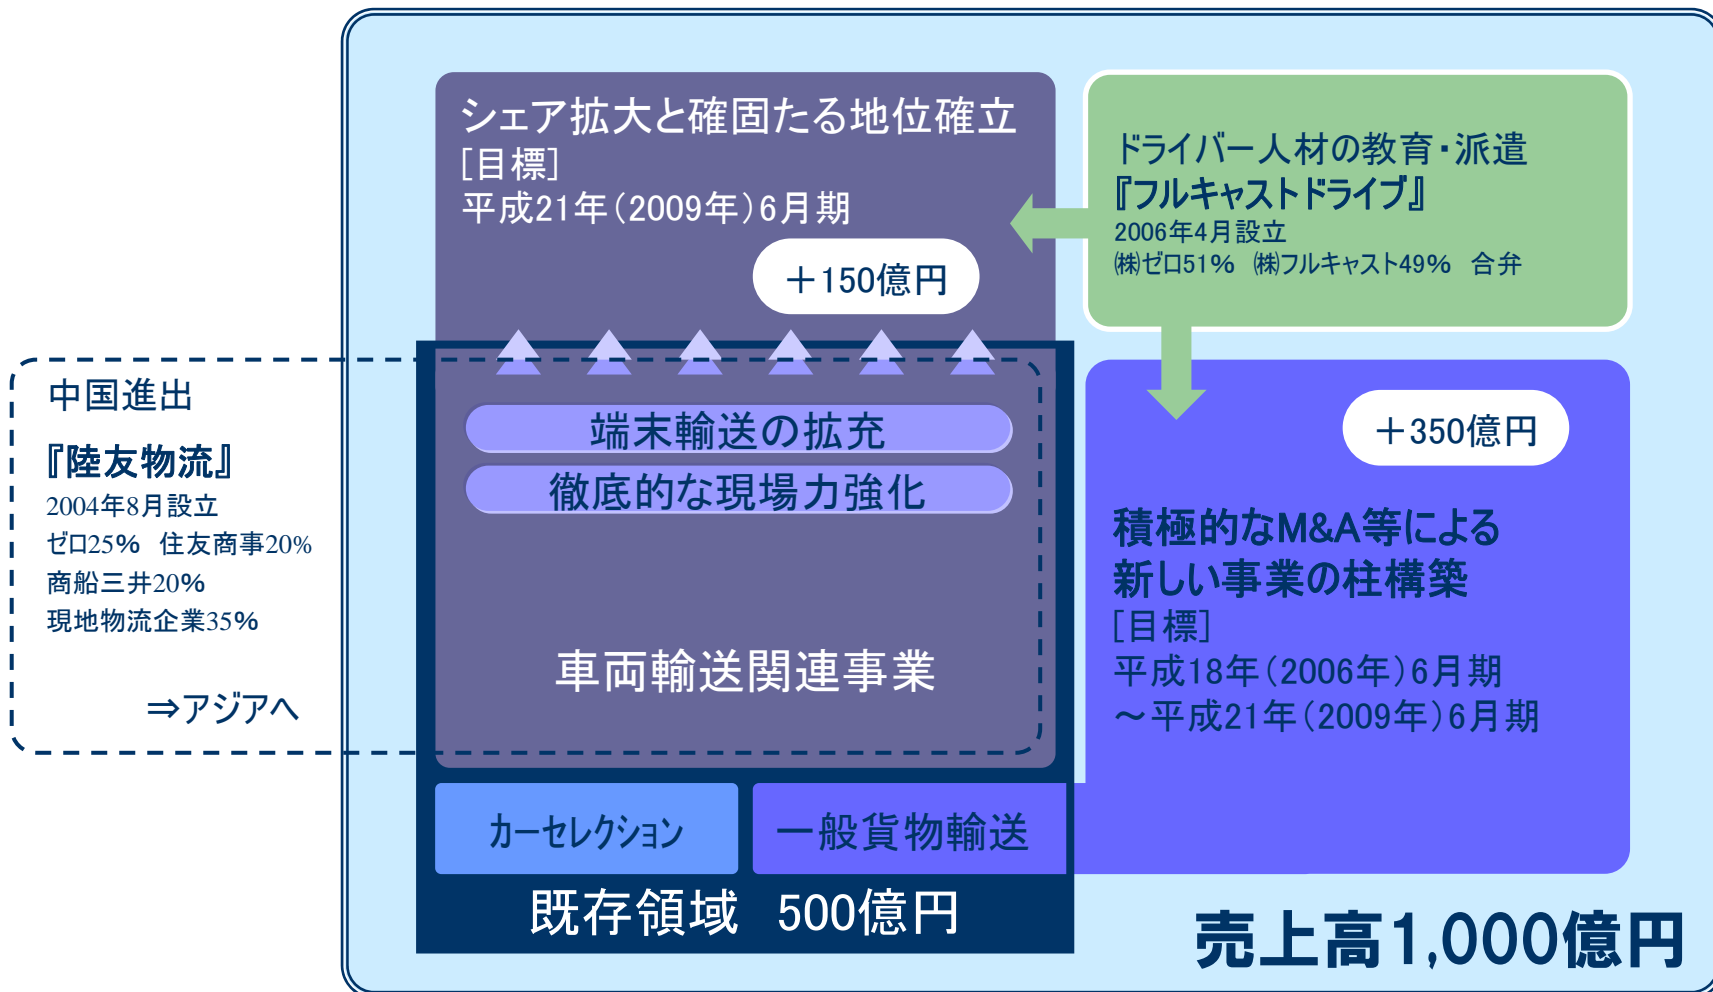 シェア拡大と確固たる地位確立
[目標]
平成21年(2009年)6月期
＋150億円
ドライバー人材の教育・派遣
『フルキャストドライブ』
2006年4月設立
㈱ゼロ51% ㈱フルキャスト49% 合弁
中国進出
『陸友物流』
2004年8月設立
ゼロ25% 住友商事20%
商船三井20%
現地物流企業35%
⇒アジアへ
端末輸送の拡充
徹底的な現場力強化
車両輸送関連事業
＋350億円
積極的なM&A等による
新しい事業の柱構築
[目標]
平成18年(2006年)6月期
～平成21年(2009年)6月期
カーセレクション
一般貨物輸送
既存領域 500億円
売上高1,000億円